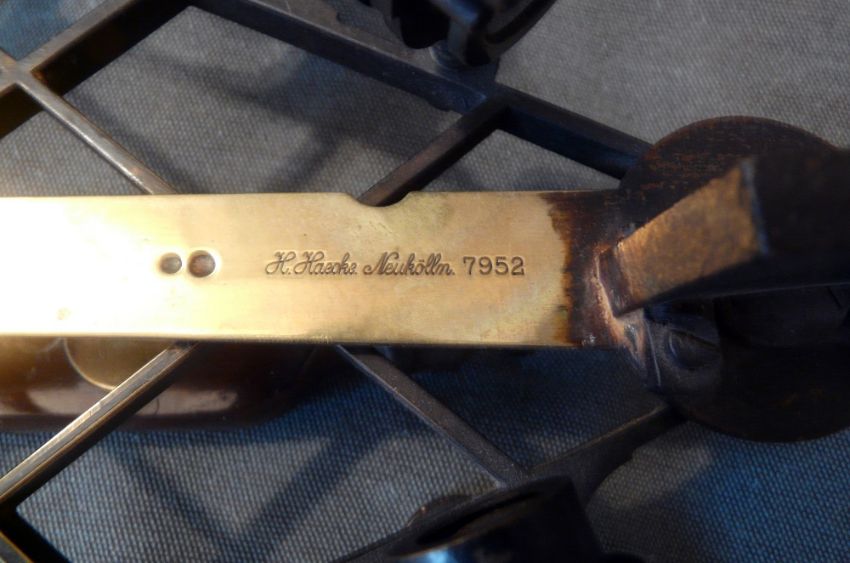 H. Haecke. Neukölln. 7952